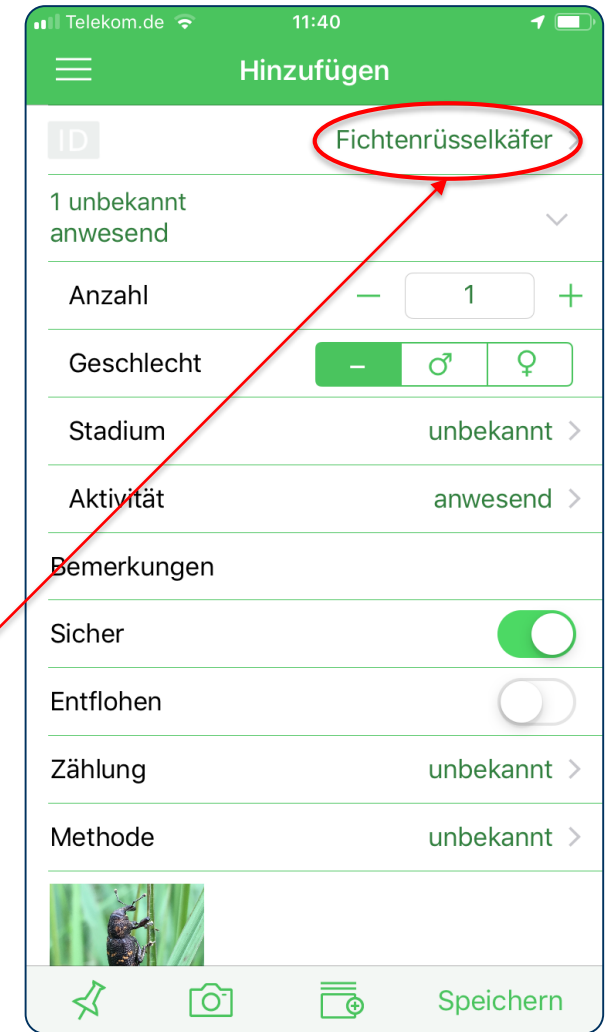 Telekom.de 11:40
Hinzufügen
ID Fichtenrüsselkäfer
1 unbekannt
anwesend
Anzahl 1
Geschlecht – ♂ ♀
Stadium unbekannt
Aktivität anwesend
Bemerkungen
Sicher
Entflohen
Zählung unbekannt
Methode unbekannt
Speichern